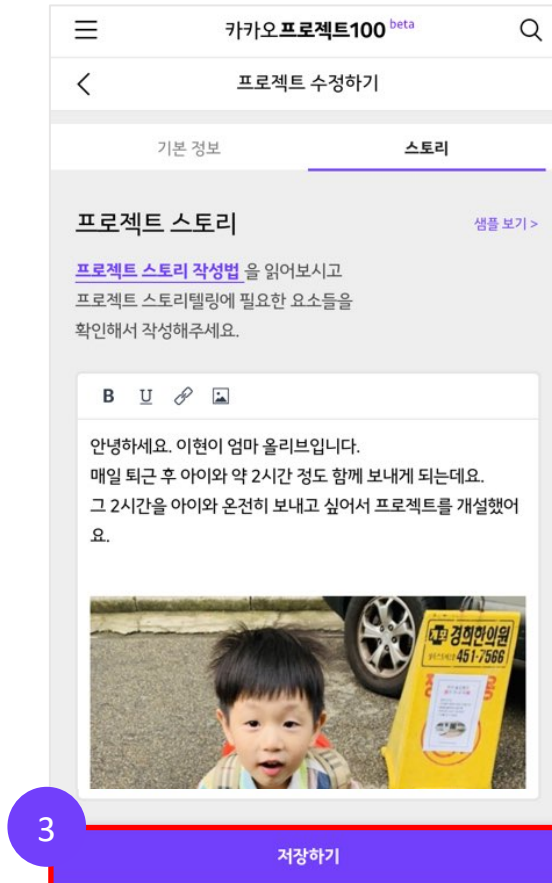 카카오프로젝트100 beta
프로젝트 수정하기
기본 정보 스토리
프로젝트 스토리 샘플 보기 >
프로젝트 스토리 작성법 을 읽어보시고
프로젝트 스토리텔링에 필요한 요소들을
확인해서 작성해주세요.
B U
안녕하세요. 이현이 엄마 올리브입니다.
매일 퇴근 후 아이와 약 2시간 정도 함께 보내게 되는데요.
그 2시간을 아이와 온전히 보내고 싶어서 프로젝트를 개설했어
요.
경희한의원
451-7566
3
저장하기